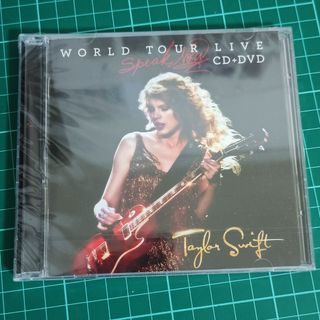 WORLD TOUR LIVE
Speak Now CD+DVD
Taylor Swift